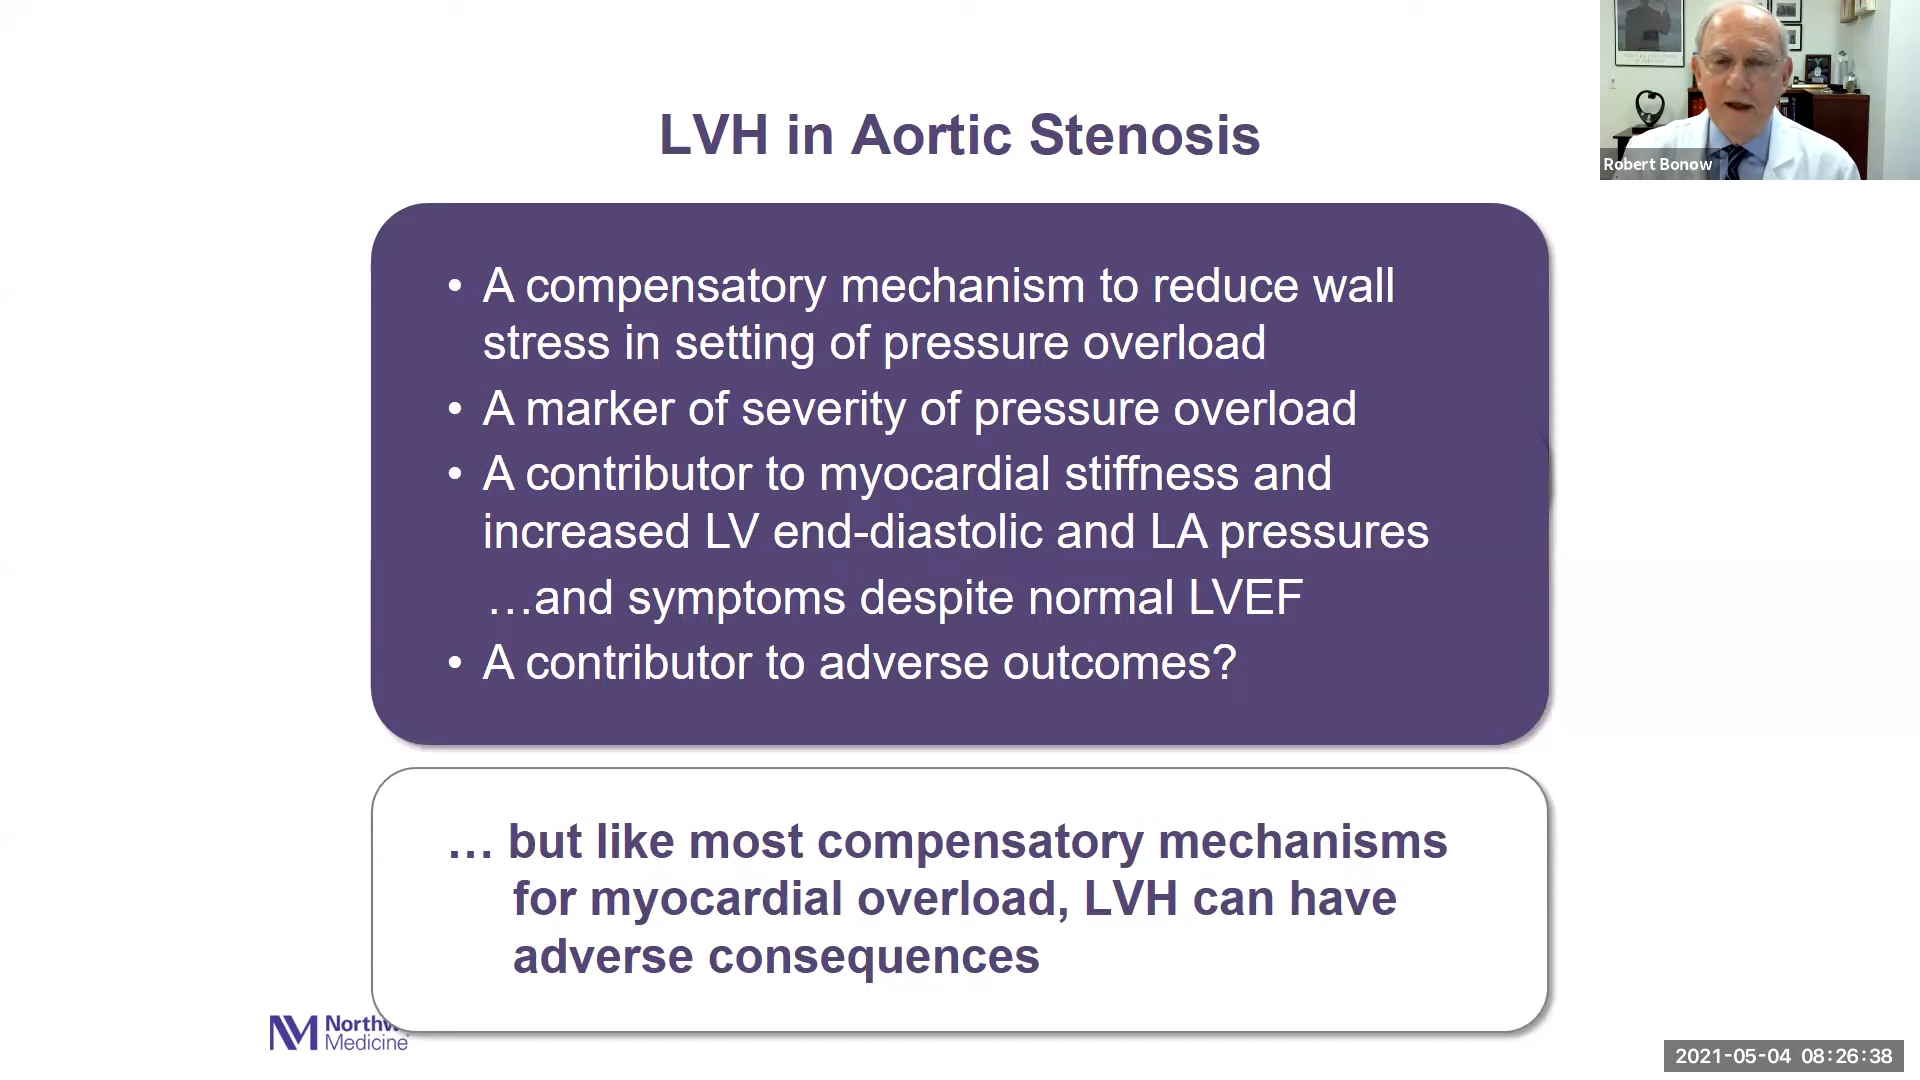 LVH in Aortic Stenosis
Robert Bonow
• A compensatory mechanism to reduce wall
stress in setting of pressure overload
• A marker of severity of pressure overload
• A contributor to myocardial stiffness and
increased LV end-diastolic and LA pressures
…and symptoms despite normal LVEF
• A contributor to adverse outcomes?
… but like most compensatory mechanisms
for myocardial overload, LVH can have
adverse consequences
NM
Medicine
2021-05-04 08:26:38